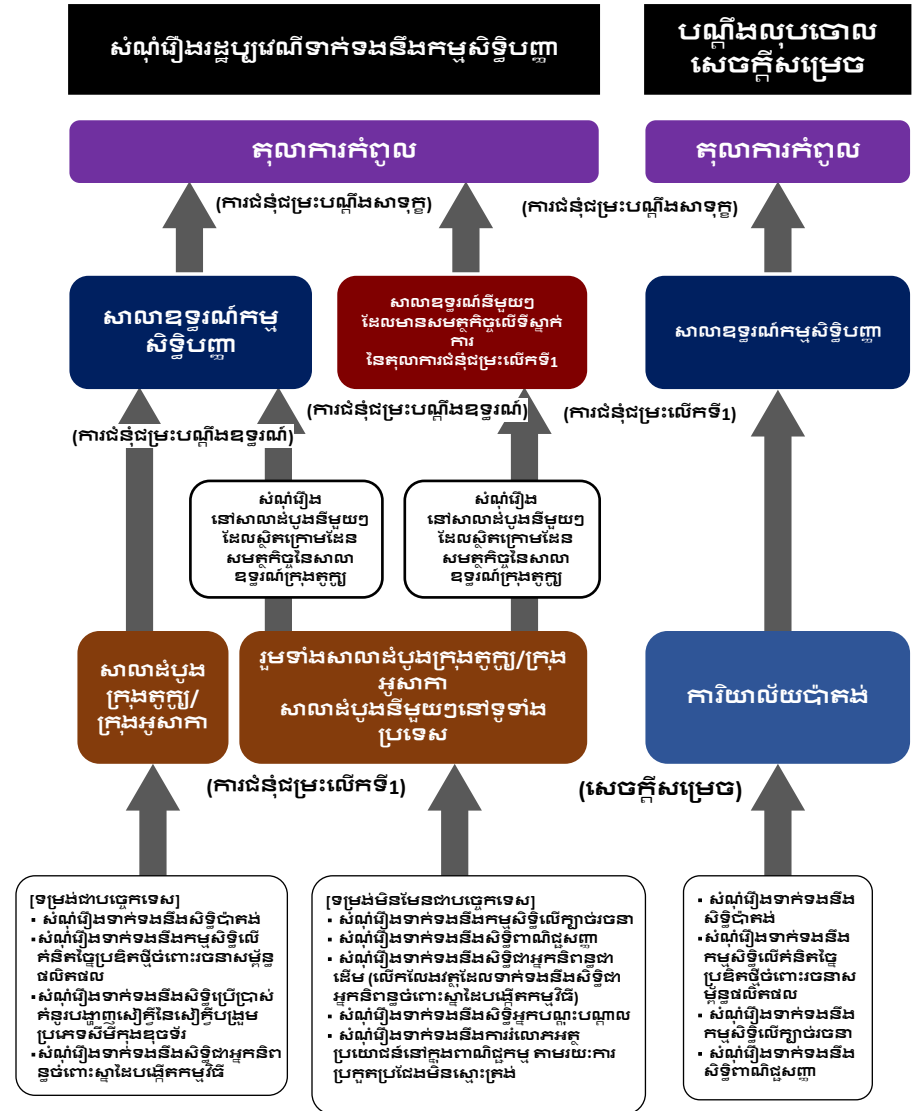 សំណុំរឿងរដ្ឋប្បវេណីទាក់ទងនឹងកម្មសិទ្ធិបញ្ញា
បណ្តឹងលុបចោល
សេចក្តីសម្រេច
តុលាការកំពូល
តុលាការកំពូល
(ការជំនុំជម្រះបណ្តឹងសាទុក្ខ)
(ការជំនុំជម្រះបណ្តឹងសាទុក្ខ)
សាលាឧទ្ធរណ៍កម្ម
សិទ្ធិបញ្ញា
សាលាឧទ្ធរណ៍នីមួយៗ
ដែលមានសមត្ថកិច្ចលើទីស្នាក់
ការ
នៃតុលាការជំនុំជម្រះលើកទី1
សាលាឧទ្ធរណ៍កម្មសិទ្ធិបញ្ញា
(ការជំនុំជម្រះបណ្តឹងឧទ្ធរណ៍)
(ការជំនុំជម្រះបណ្តឹងឧទ្ធរណ៍)
(ការជំនុំជម្រះលើកទី1)
សំណុំរឿង
នៅសាលាដំបូងនីមួយៗ
ដែលស្ថិតក្រោមដែន
សមត្ថកិច្ចនៃសាលា
ឧទ្ធរណ៍ក្រុងតូក្យូ
សំណុំរឿង
នៅសាលាដំបូងនីមួយៗ
ដែលស្ថិតក្រោមដែន
សមត្ថកិច្ចនៃសាលា
ឧទ្ធរណ៍ក្រុងតូក្យូ
សាលាដំបូង
ក្រុងតូក្យូ/
ក្រុងអូសាកា
រួមទាំងសាលាដំបូងក្រុងតូក្យូ/ក្រុង
អូសាកា
សាលាដំបូងនីមួយៗនៅទូទាំង
ប្រទេស
ការិយាល័យប៉ាតង់
(ការជំនុំជម្រះលើកទី1)
(សេចក្តីសម្រេច)
[ទម្រង់ជាបច្ចេកទេស]
▪ សំណុំរឿងទាក់ទងនឹងសិទ្ធិប៉ាតង់
▪សំណុំរឿងទាក់ទងនឹងកម្មសិទ្ធិលើ
គំនិតច្នៃប្រឌិតថ្មីចំពោះរចនាសម្ព័ន្ធ
ផលិតផល
▪សំណុំរឿងទាក់ទងនឹងសិទ្ធិប្រើប្រាស់
គំនូរបង្ហាញសៀគ្វីនៃសៀគ្វីបង្រួម
ប្រភេទសឺមីកុងឌុចទ័រ
▪សំណុំរឿងទាក់ទងនឹងសិទ្ធិជាអ្នកនិព
ន្ធចំពោះស្នាដៃបង្កើតកម្មវិធី
[ទម្រង់មិនមែនជាបច្ចេកទេស]
▪ សំណុំរឿងទាក់ទងនឹងកម្មសិទ្ធិលើក្បាច់រចនា
▪ សំណុំរឿងទាក់ទងនឹងសិទ្ធិពាណិជ្ជសញ្ញា
▪ សំណុំរឿងទាក់ទងនឹងសិទ្ធិជាអ្នកនិពន្ធជា
ដើម (លើកលែងវត្ថុដែលទាក់ទងនឹងសិទ្ធិជា
អ្នកនិពន្ធចំពោះស្នាដៃបង្កើតកម្មវិធី)
▪ សំណុំរឿងទាក់ទងនឹងសិទ្ធិអ្នកបណ្តុះបណ្តាល
▪ សំណុំរឿងទាក់ទងនឹងការរំលោភអត្ថ
ប្រយោជន៍នៅក្នុងពាណិជ្ជកម្ម តាមរយៈការ
ប្រកួតប្រជែងមិនស្មោះត្រង់
▪ សំណុំរឿងទាក់ទងនឹង
សិទ្ធិប៉ាតង់
▪ សំណុំរឿងទាក់ទងនឹង
កម្មសិទ្ធិលើគំនិតច្នៃ
ប្រឌិតថ្មីចំពោះរចនាស
ម្ព័ន្ធផលិតផល
▪ សំណុំរឿងទាក់ទងនឹង
កម្មសិទ្ធិលើក្បាច់រចនា
▪ សំណុំរឿងទាក់ទងនឹង
សិទ្ធិពាណិជ្ជសញ្ញា